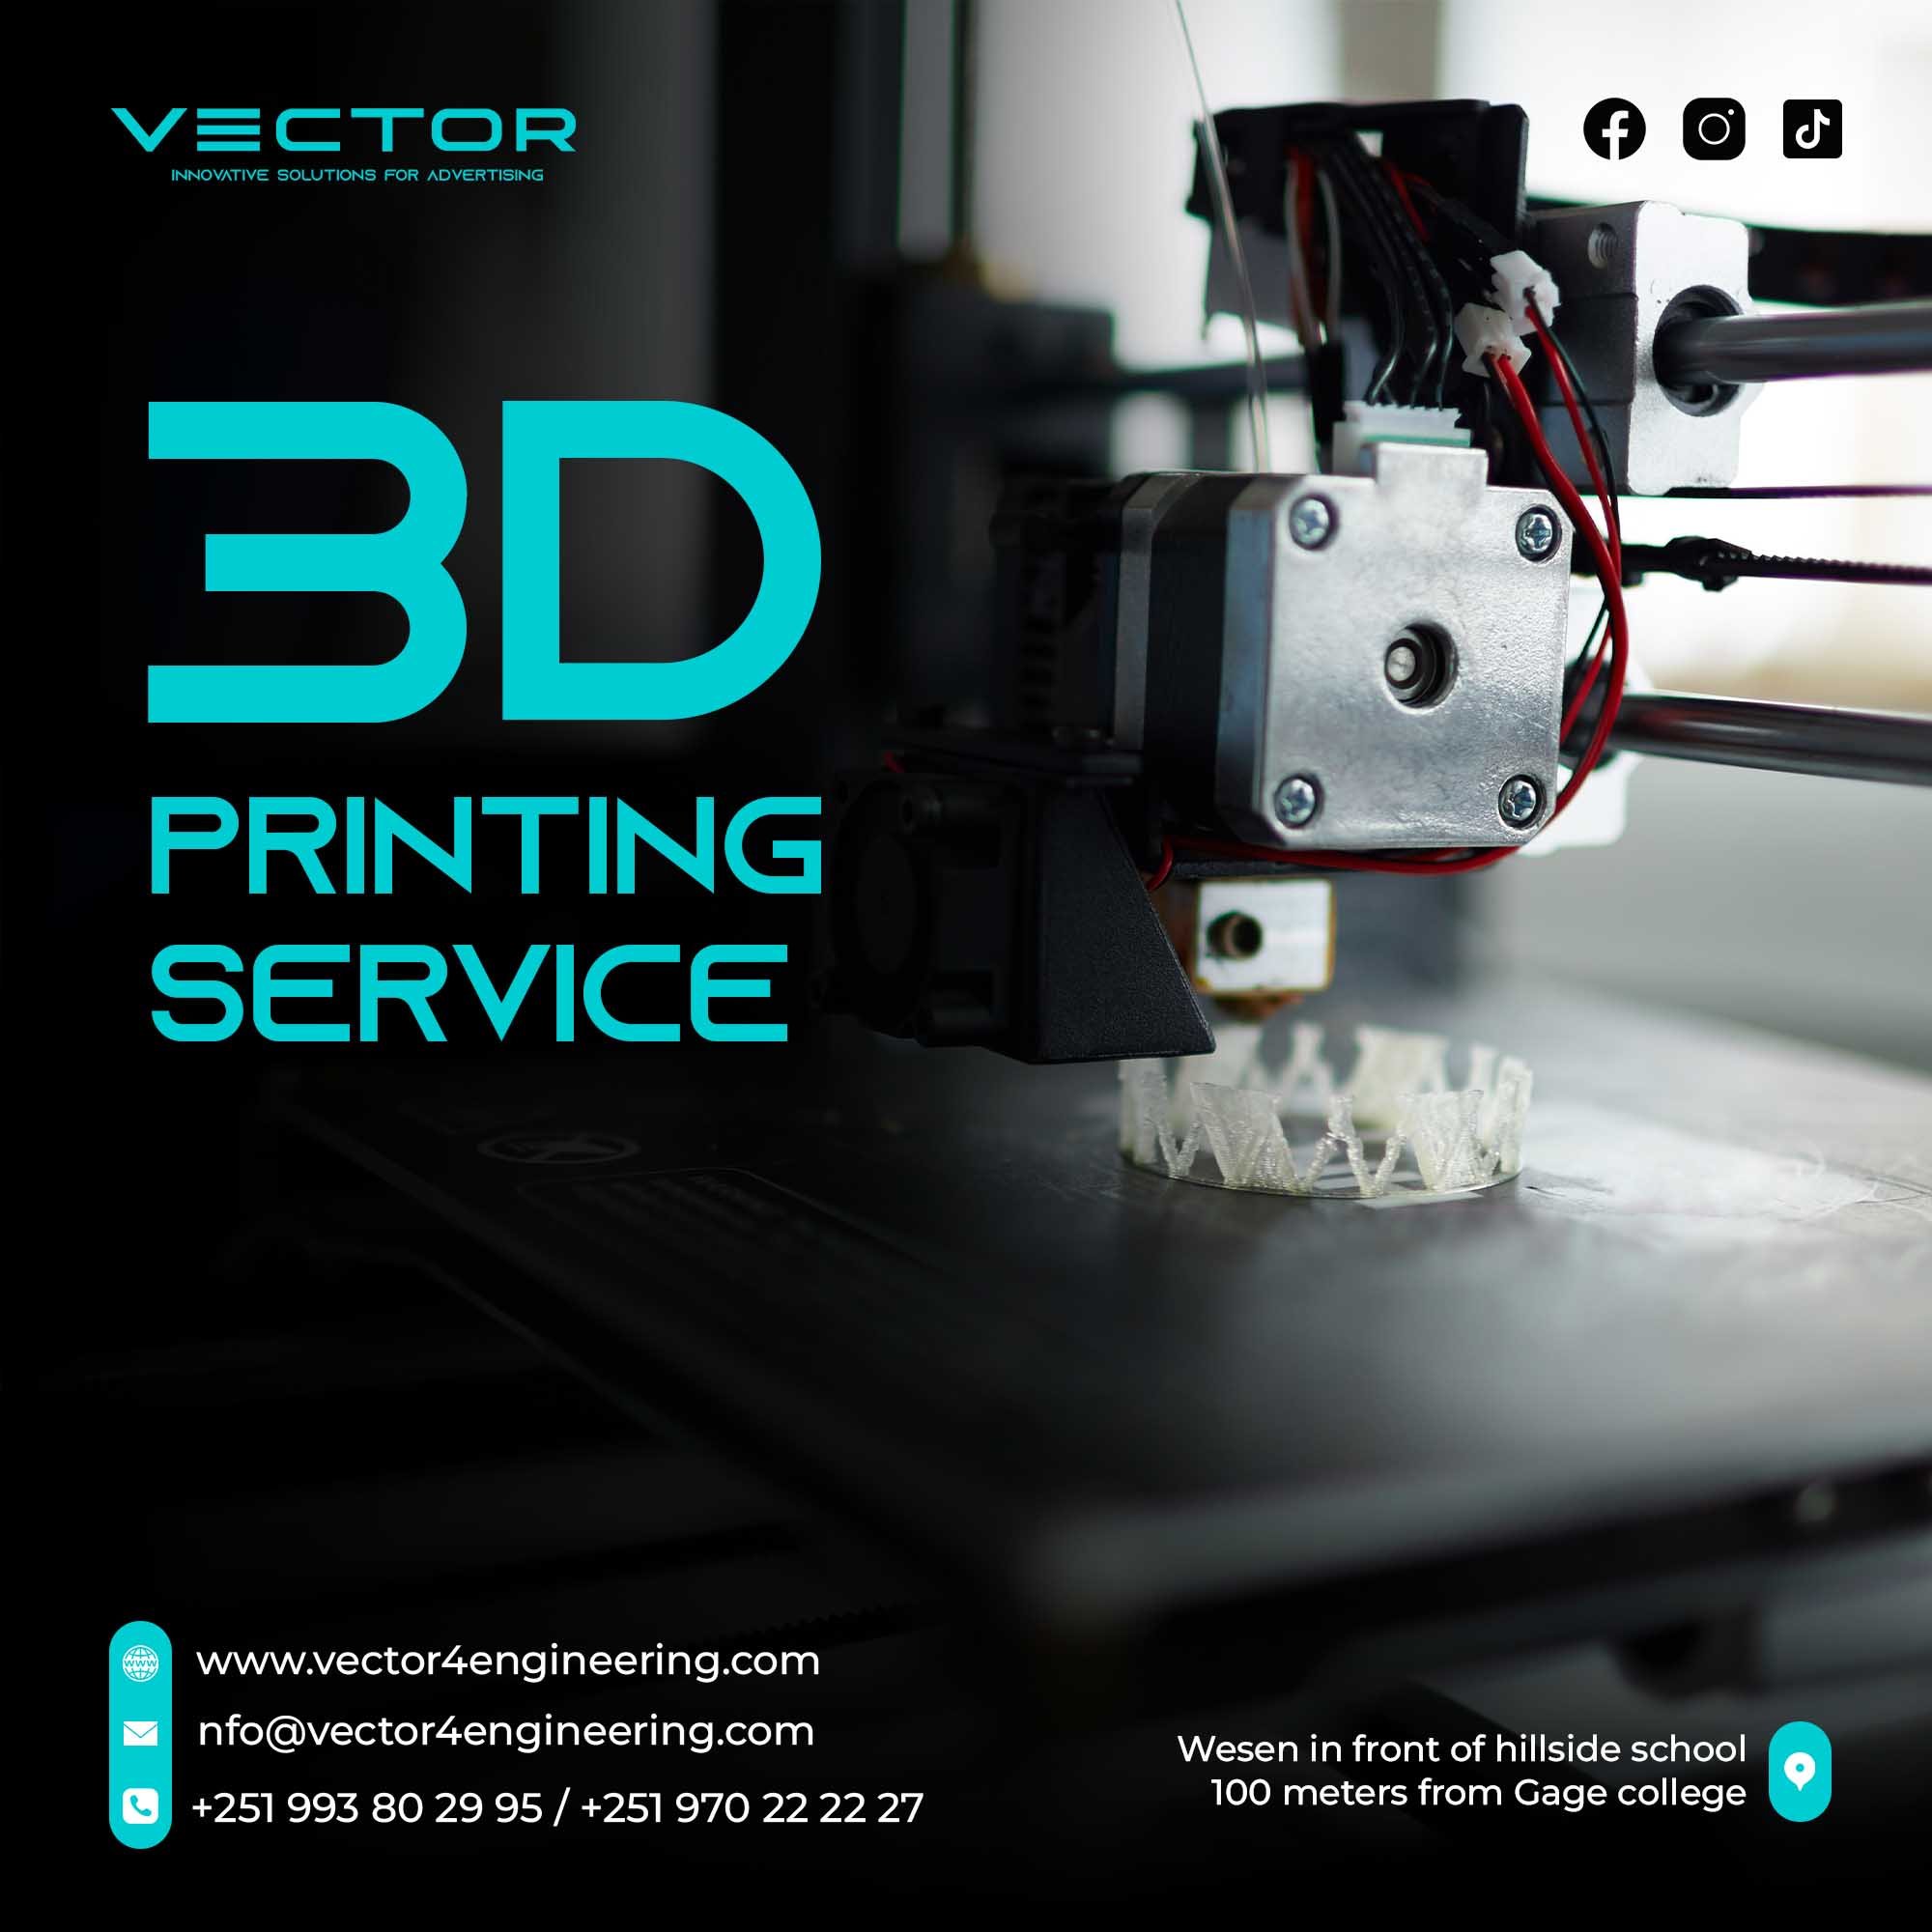 VECTOR
INNOVATIVE SOLUTIONS FOR ADVERTISING
3D
PRINTING
SERVICE
www.vector4engineering.com
nfo@vector4engineering.com
+251 993 80 29 95 / +251 970 22 22 27
Wesen in front of hillside school
100 meters from Gage college